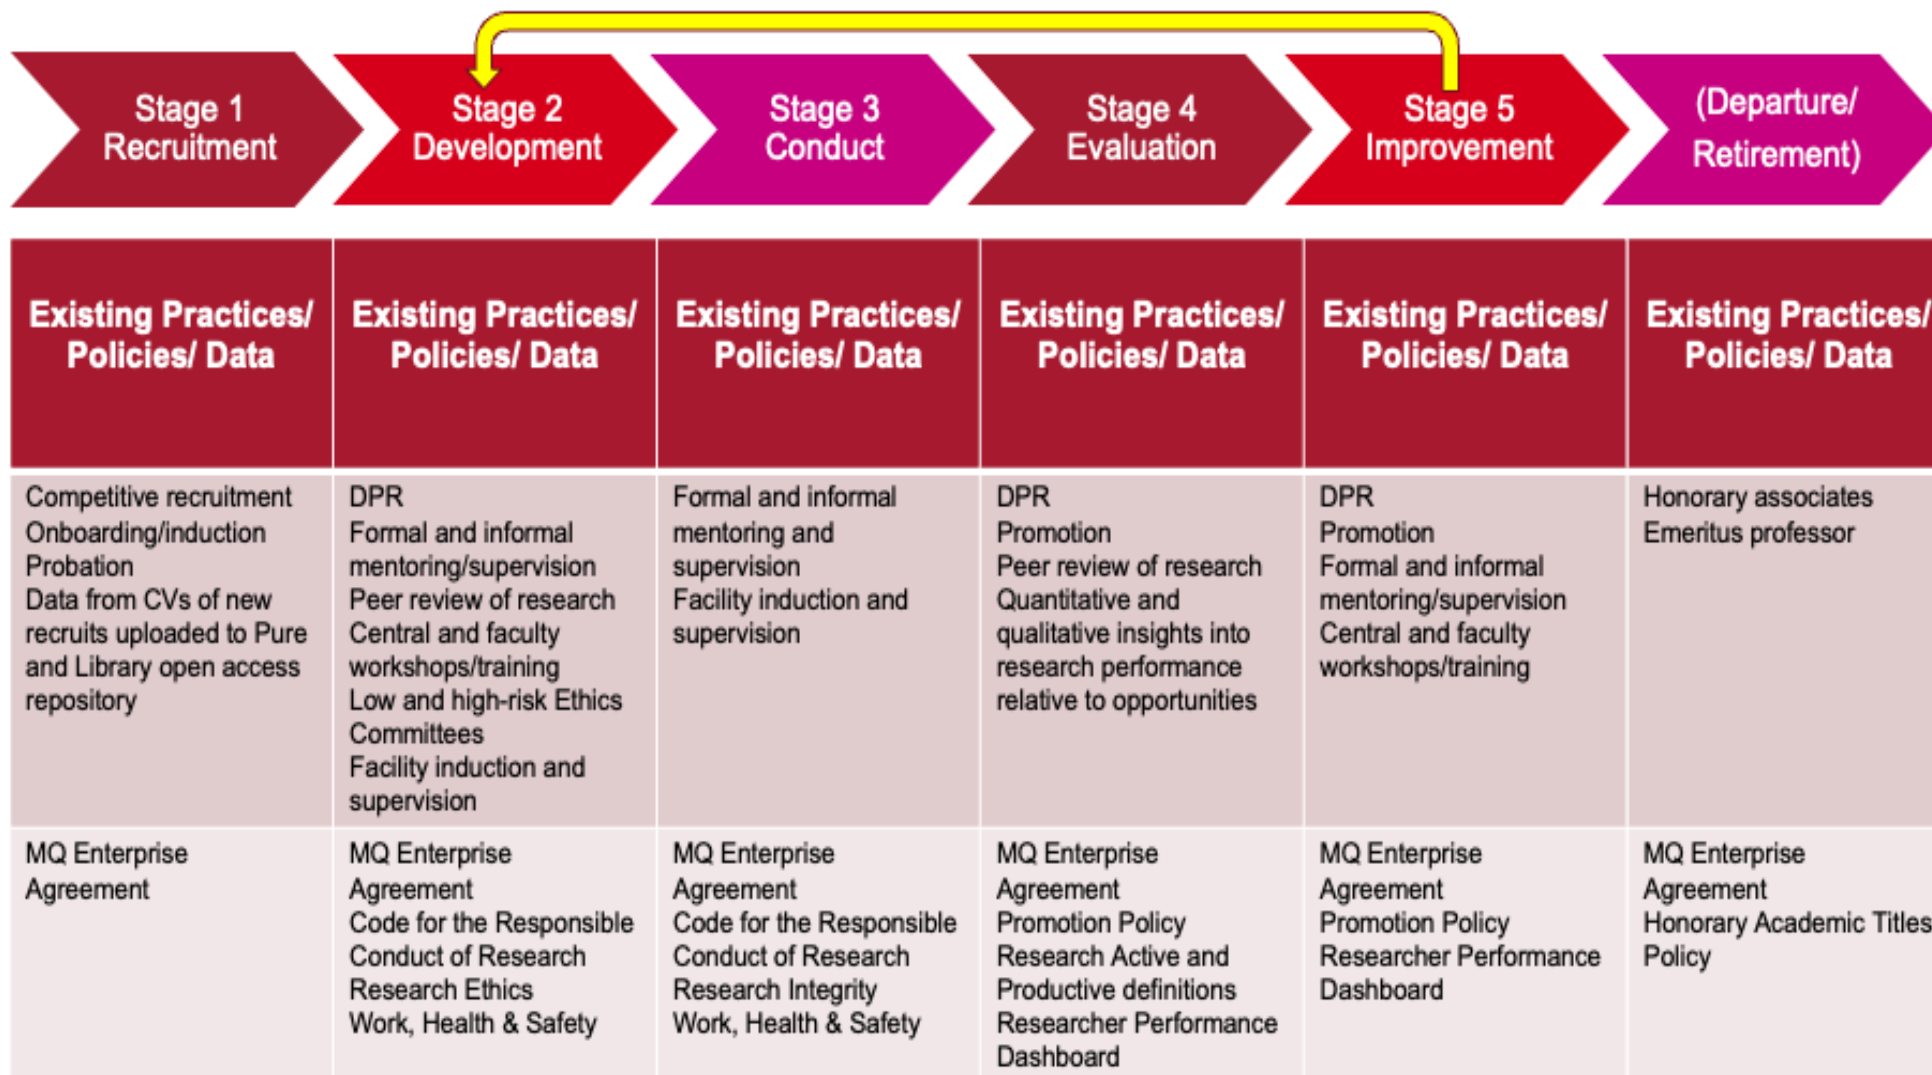 Stage 1
Recruitment
Stage 2
Development
Stage 3
Conduct
Stage 4
Evaluation
Stage 5
Improvement
(Departure/
Retirement)
Existing Practices/
Policies/ Data
Existing Practices/
Policies/ Data
Existing Practices/
Policies/ Data
Existing Practices/
Policies/ Data
Existing Practices/
Policies/ Data
Existing Practices/
Policies/ Data
Competitive recruitment
Onboarding/induction
Probation
Data from CVs of new
recruits uploaded to Pure
and Library open access
repository
DPR
Formal and informal
mentoring/supervision
Peer review of research
Central and faculty
workshops/training
Low and high-risk Ethics
Committees
Facility induction and
supervision
Formal and informal
mentoring and
supervision
Facility induction and
supervision
DPR
Promotion
Peer review of research
Quantitative and
qualitative insights into
research performance
relative to opportunities
DPR
Promotion
Formal and informal
mentoring/supervision
Central and faculty
workshops/training
Honorary associates
Emeritus professor
MQ Enterprise
Agreement
MQ Enterprise
Agreement
Code for the Responsible
Conduct of Research
Research Ethics
Work, Health & Safety
MQ Enterprise
Agreement
Code for the Responsible
Conduct of Research
Research Integrity
Work, Health & Safety
MQ Enterprise
Agreement
Promotion Policy
Research Active and
Productive definitions
Researcher Performance
Dashboard
MQ Enterprise
Agreement
Promotion Policy
Researcher Performance
Dashboard
MQ Enterprise
Agreement
Honorary Academic Titles
Policy